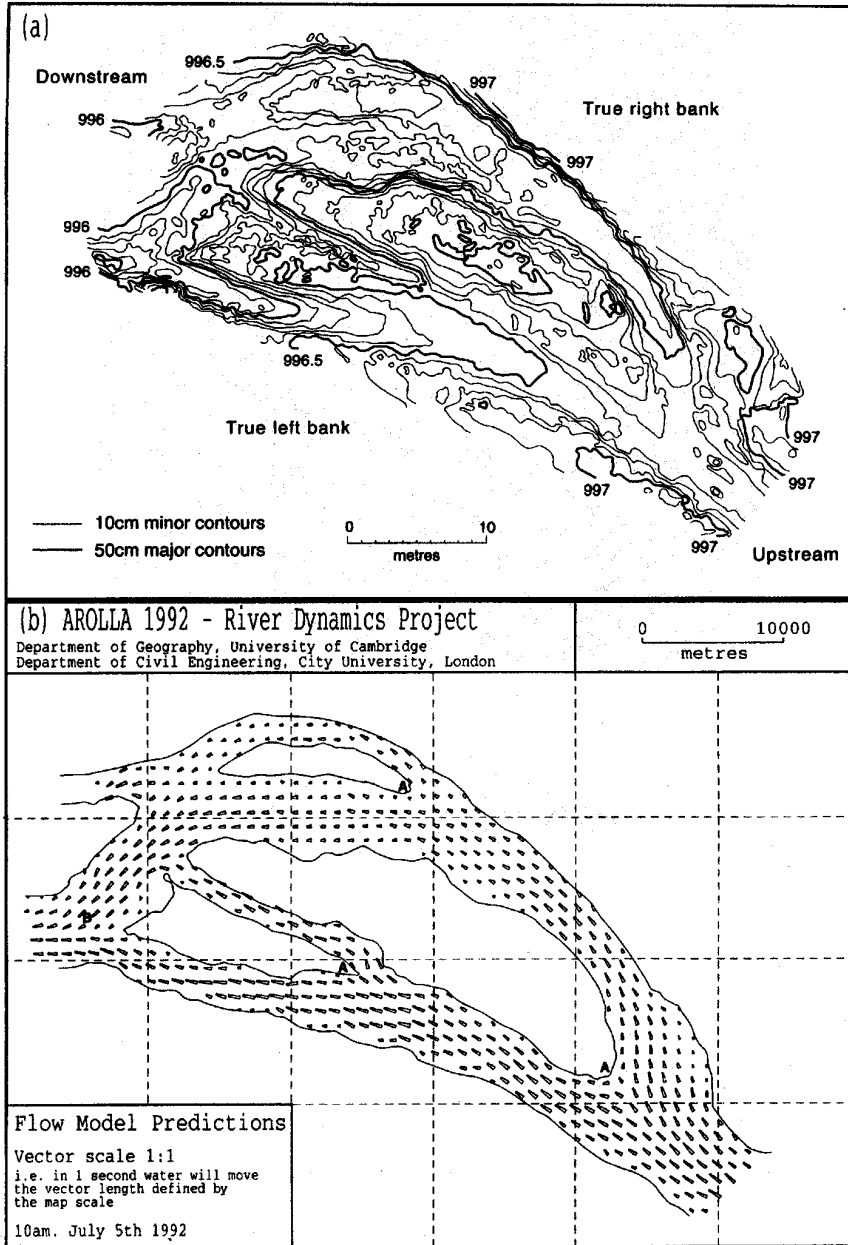 (a)
996.5
Downstream
997
True right bank
996
997
996
996
996.5
True left bank
997
997
997
997
Upstream
10cm minor contours
50cm major contours
0 10
metres
(b) AROLLA 1992 - River Dynamics Project
Department of Geography, University of Cambridge
Department of Civil Engineering, City University, London
0 10000
metres
A
B
A
A
Flow Model Predictions
Vector scale 1:1
i.e. in 1 second water will move
the vector length defined by
the map scale
10am. July 5th 1992